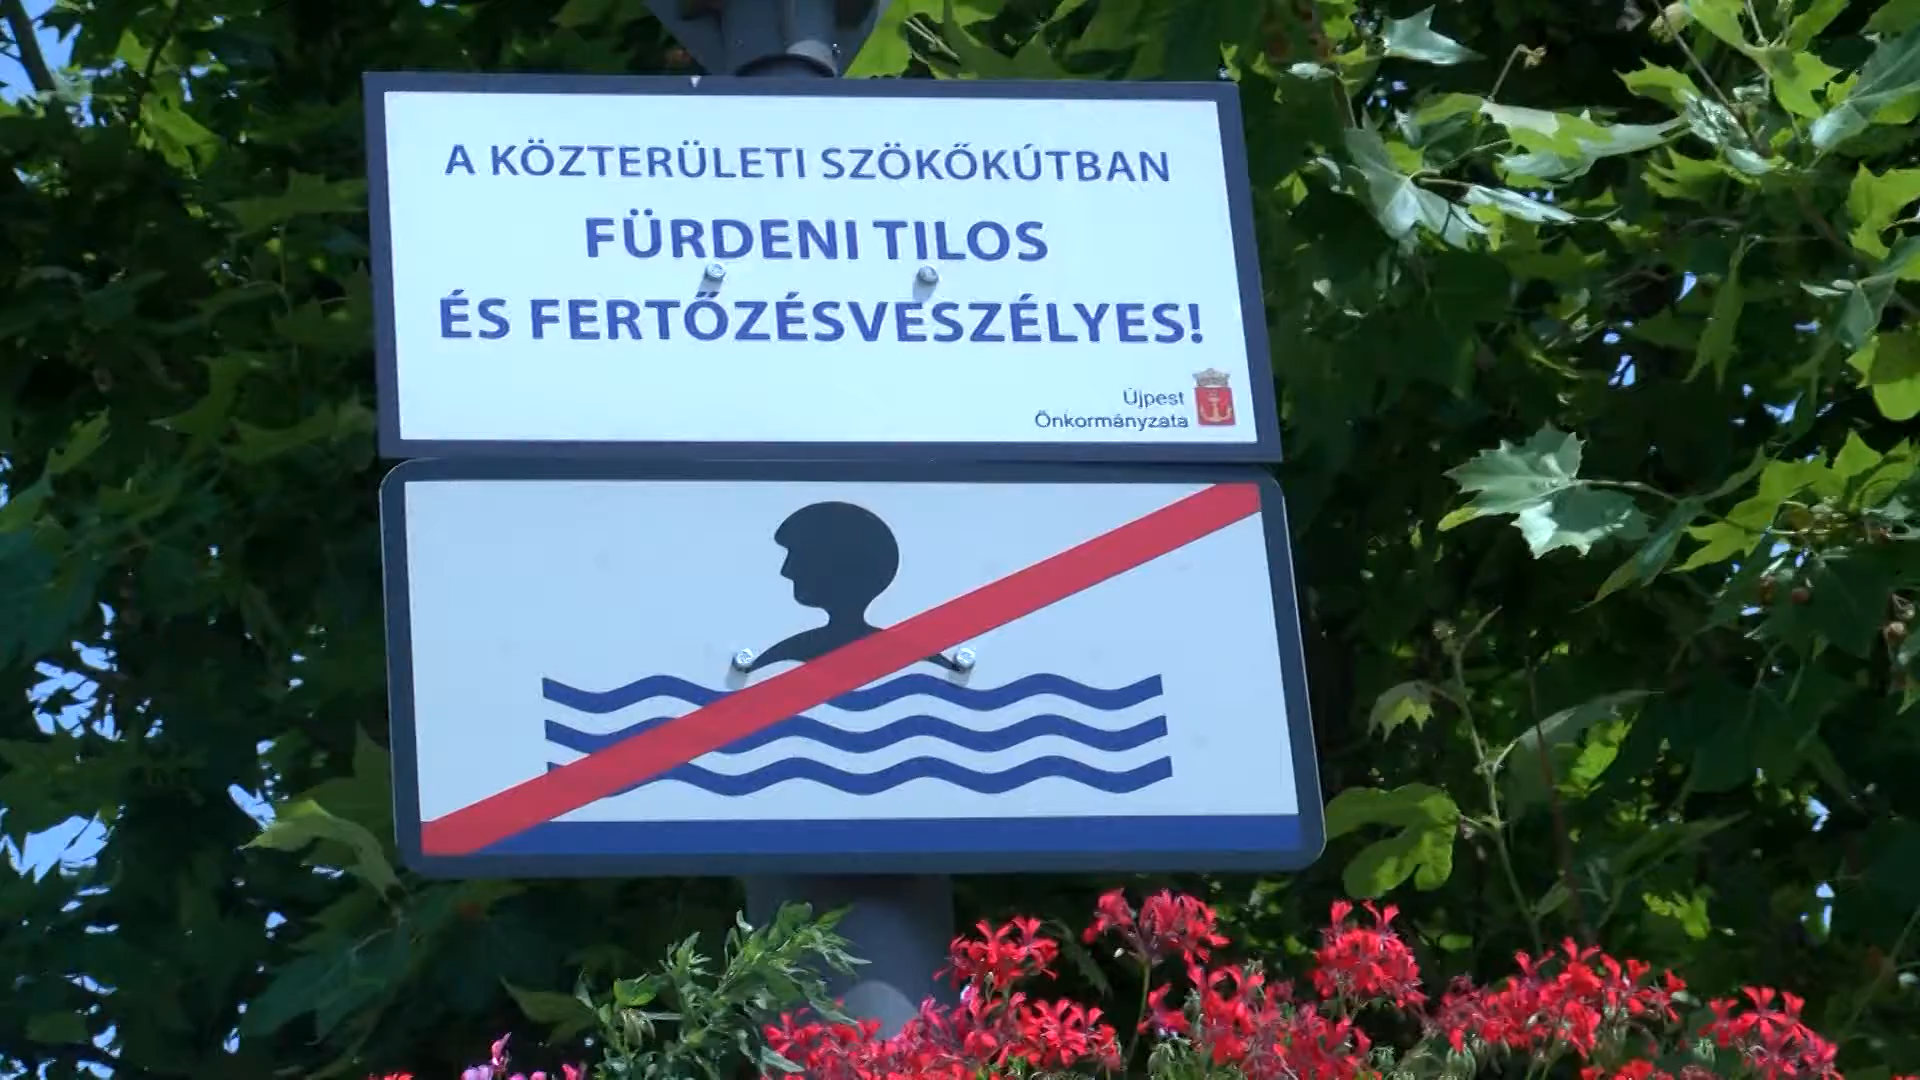 A KÖZTERÜLETI SZÖKŐKÚTBAN
FÜRDENI TILOS
ÉS FERTŐZÉSVESZÉLYES!
Újpest
Önkormányzata